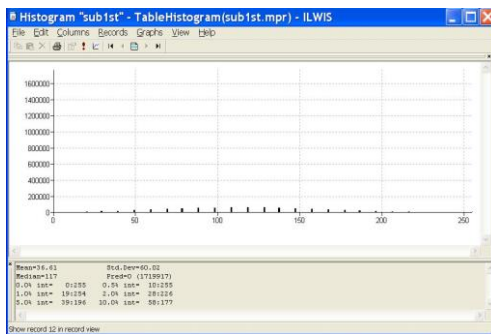 Histogram "sub1st" - TableHistogram(sub1st.mpr) - ILWIS
File Edit Columns Records Graphs View Help
1600000
1400000
1200000
1000000
800000
600000
400000
200000
0
0 50 100 150 200 250
Mean=36.61 Std.Dev=60.02
Median=117 Pred=0 (1719917)
0.0% int= 0:255 0.5% int= 10:255
1.0% int= 19:254 2.0% int= 28:226
5.0% int= 39:196 10.0% int= 58:177
Show record 12 in record view